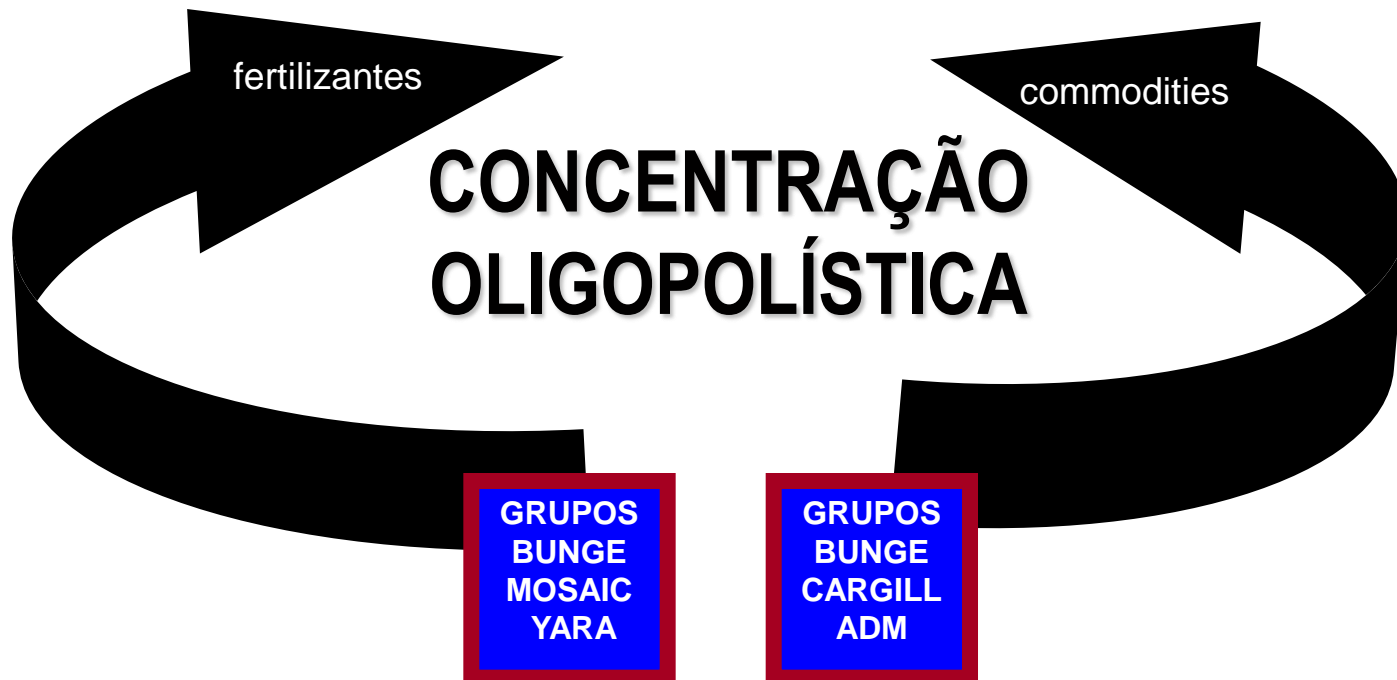 fertilizantes
commodities
CONCENTRAÇÃO
OLIGOPOLÍSTICA
GRUPOS
BUNGE
MOSAIC
YARA
GRUPOS
BUNGE
CARGILL
ADM